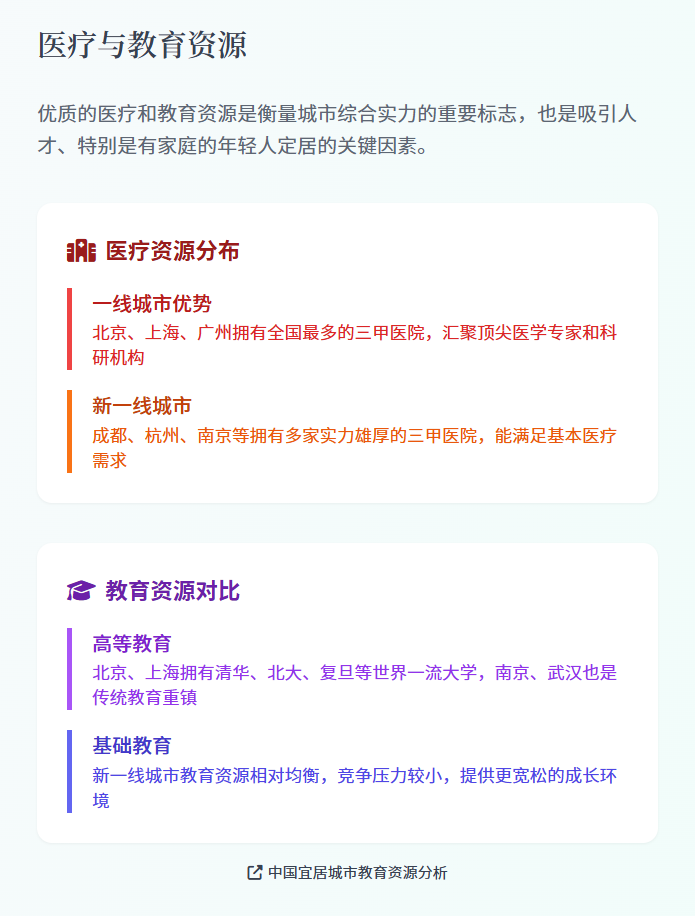 医疗与教育资源
优质的医疗和教育资源是衡量城市综合实力的重要标志，也是吸引人
才、特别是有家庭的年轻人定居的关键因素。
医疗资源分布
一线城市优势
北京、上海、广州拥有全国最多的三甲医院，汇聚顶尖医学专家和科
研机构
新一线城市
成都、杭州、南京等拥有多家实力雄厚的三甲医院，能满足基本医疗
需求
教育资源对比
高等教育
北京、上海拥有清华、北大、复旦等世界一流大学，南京、武汉也是
传统教育重镇
基础教育
新一线城市教育资源相对均衡，竞争压力较小，提供更宽松的成长环
境
中国宜居城市教育资源分析